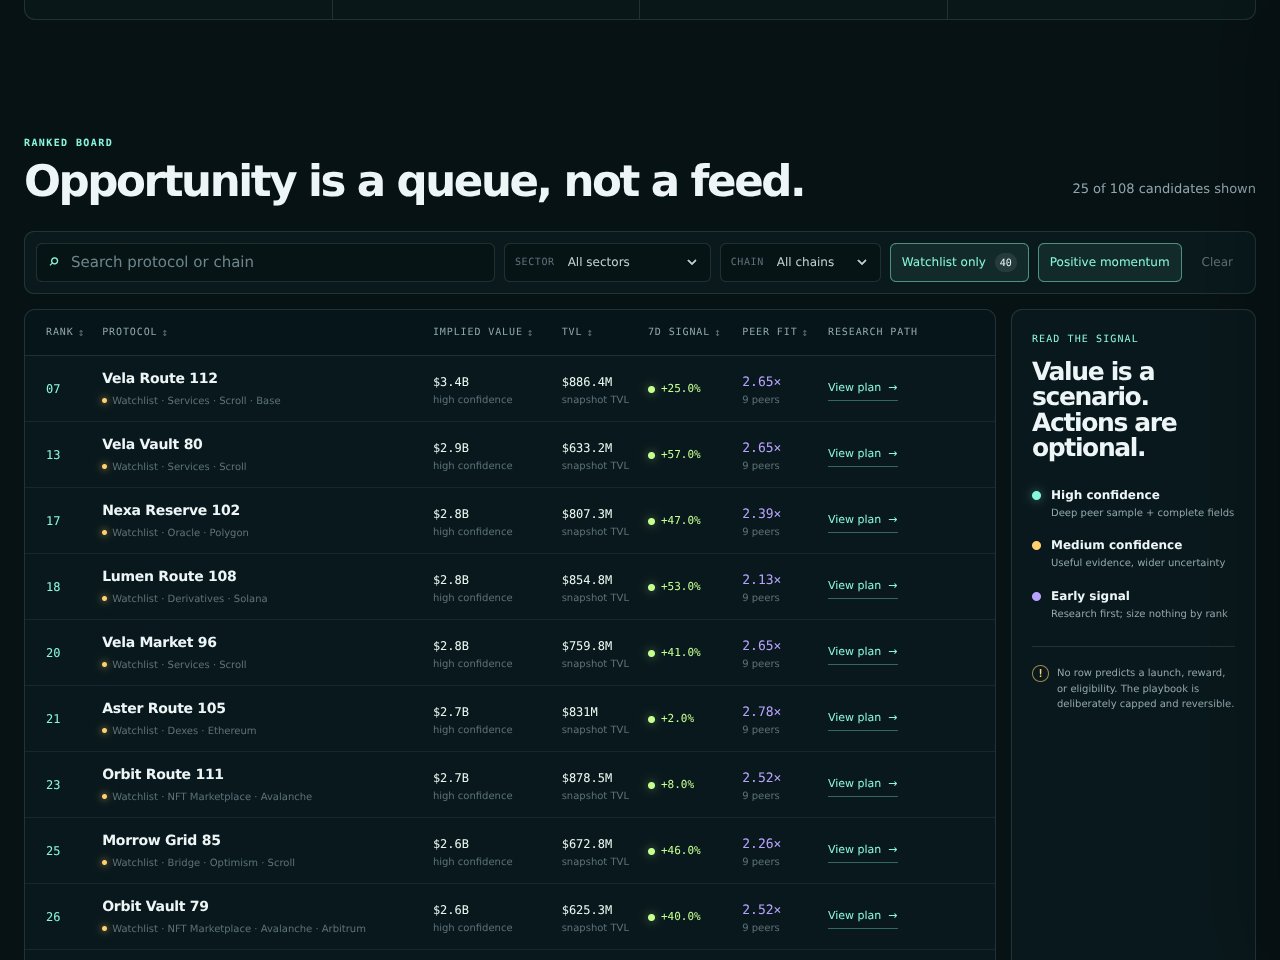 RANKED BOARD
Opportunity is a queue, not a feed.
25 of 108 candidates shown
Search protocol or chain
SECTOR All sectors
CHAIN All chains
Watchlist only 40
Positive momentum
Clear
RANK ↕ PROTOCOL ↕ IMPLIED VALUE ↕ TVL ↕ 7D SIGNAL ↕ PEER FIT ↕ RESEARCH PATH
07 Vela Route 112 $3.4B $886.4M +25.0% 2.65× View plan →
Watchlist · Services · Scroll · Base high confidence snapshot TVL 9 peers
13 Vela Vault 80 $2.9B $633.2M +57.0% 2.65× View plan →
Watchlist · Services · Scroll high confidence snapshot TVL 9 peers
17 Nexa Reserve 102 $2.8B $807.3M +47.0% 2.39× View plan →
Watchlist · Oracle · Polygon high confidence snapshot TVL 9 peers
18 Lumen Route 108 $2.8B $854.8M +53.0% 2.13× View plan →
Watchlist · Derivatives · Solana high confidence snapshot TVL 9 peers
20 Vela Market 96 $2.8B $759.8M +41.0% 2.65× View plan →
Watchlist · Services · Scroll high confidence snapshot TVL 9 peers
21 Aster Route 105 $2.7B $831M +2.0% 2.78× View plan →
Watchlist · Dexes · Ethereum high confidence snapshot TVL 9 peers
23 Orbit Route 111 $2.7B $878.5M +8.0% 2.52× View plan →
Watchlist · NFT Marketplace · Avalanche high confidence snapshot TVL 9 peers
25 Morrow Grid 85 $2.6B $672.8M +46.0% 2.26× View plan →
Watchlist · Bridge · Optimism · Scroll high confidence snapshot TVL 9 peers
26 Orbit Vault 79 $2.6B $625.3M +40.0% 2.52× View plan →
Watchlist · NFT Marketplace · Avalanche · Arbitrum high confidence snapshot TVL 9 peers
READ THE SIGNAL
Value is a
scenario.
Actions are
optional.
High confidence
Deep peer sample + complete fields
Medium confidence
Useful evidence, wider uncertainty
Early signal
Research first; size nothing by rank
! No row predicts a launch, reward,
or eligibility. The playbook is
deliberately capped and reversible.